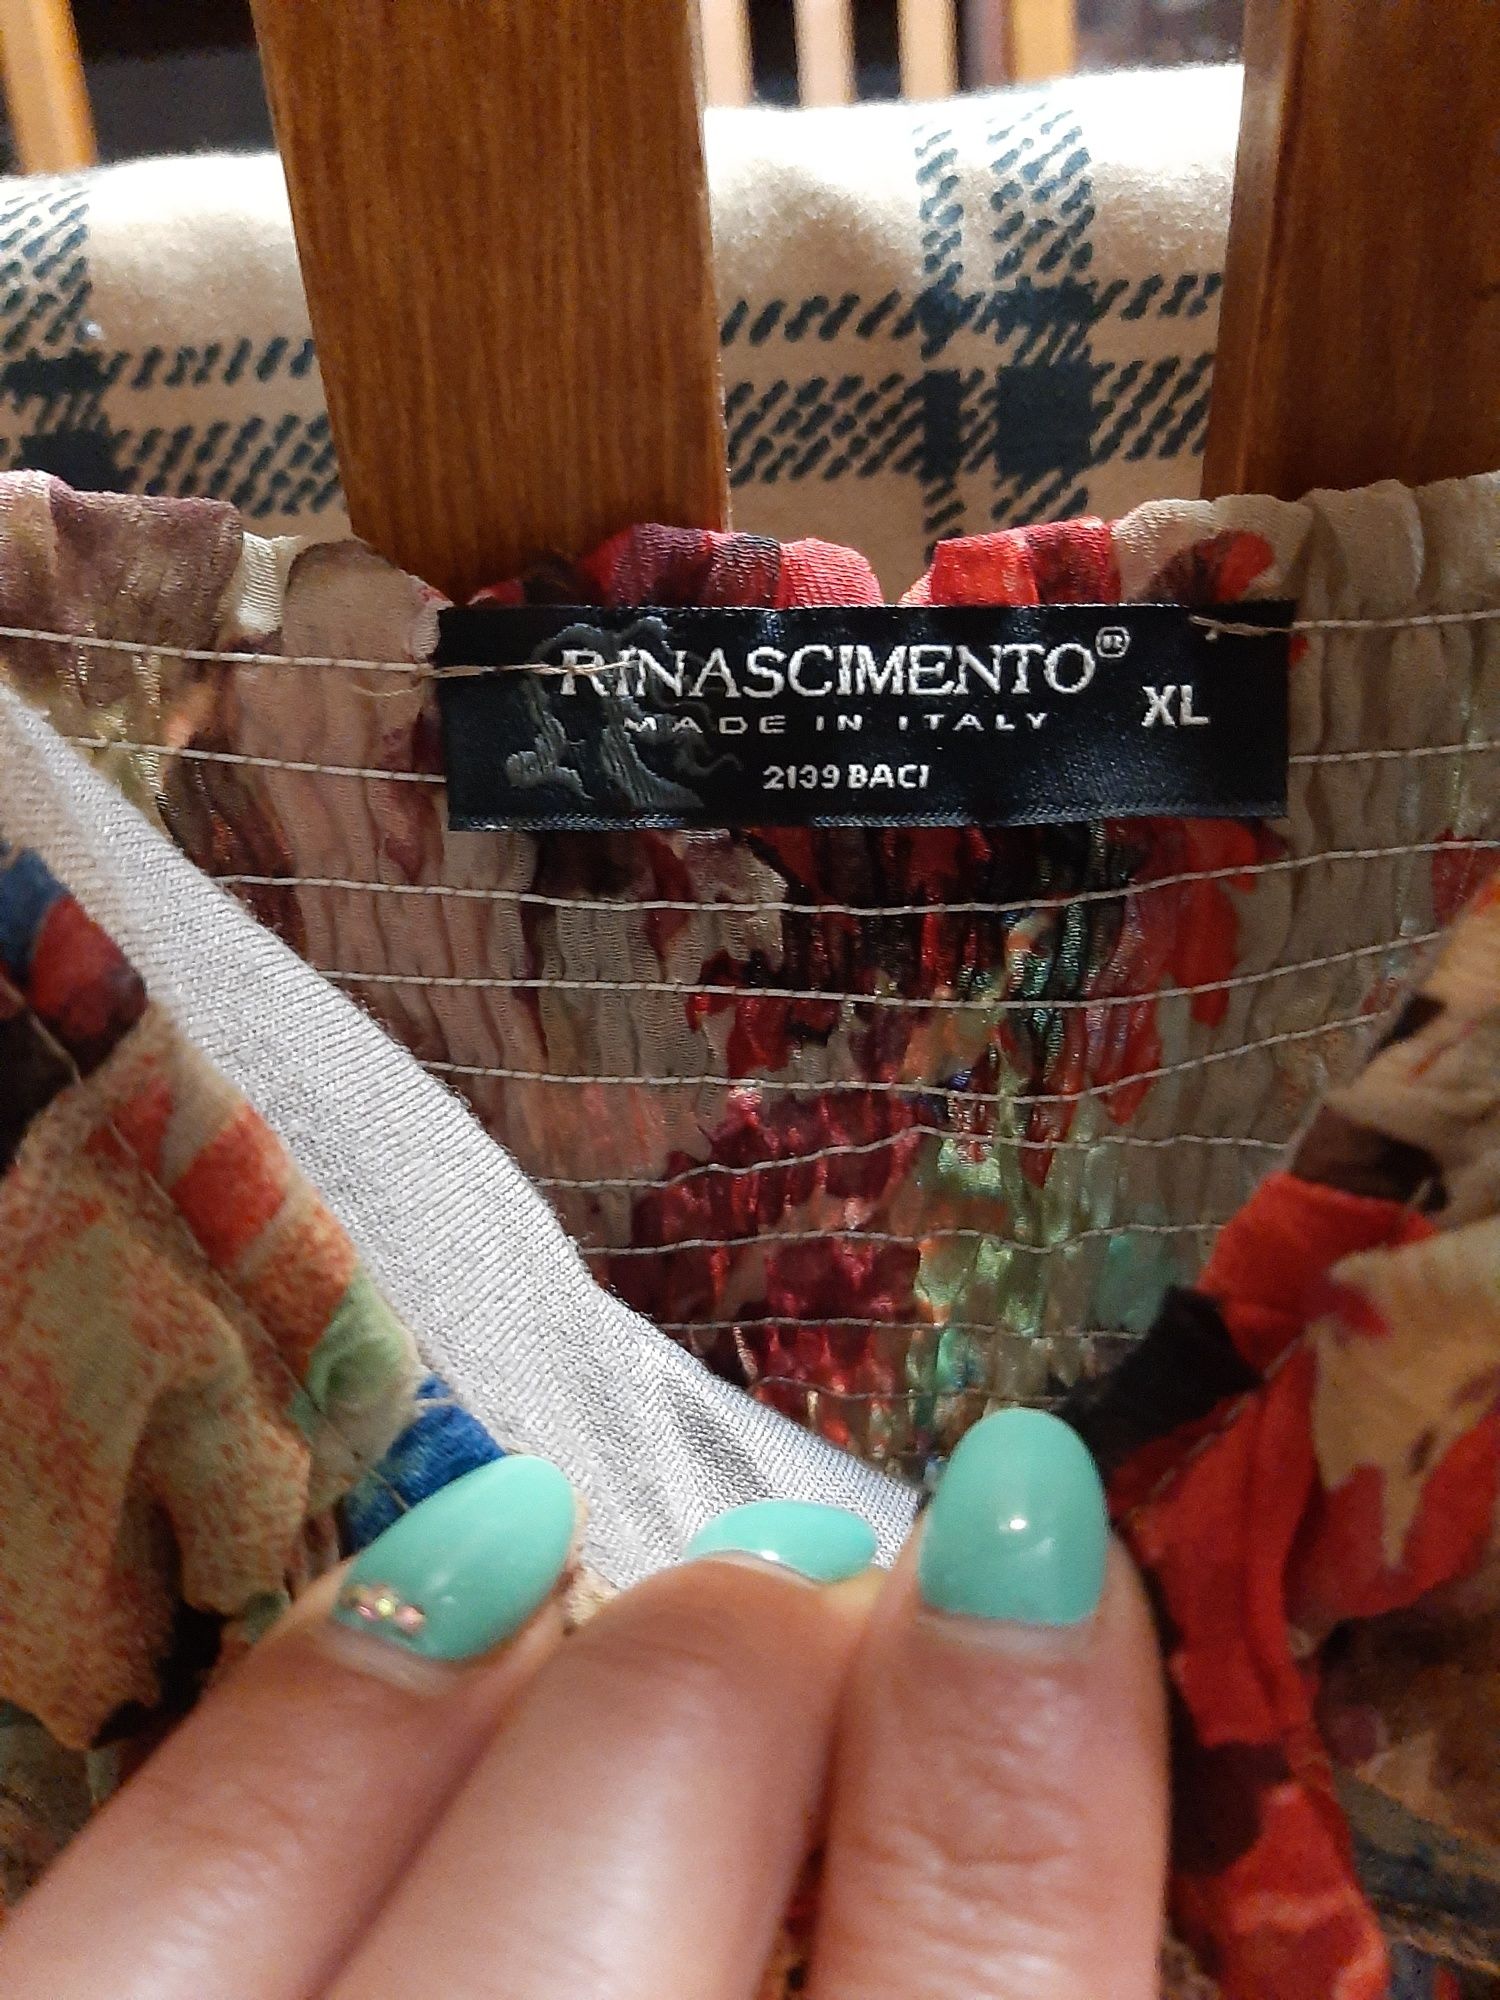 RINASCIMENTO®
MADE IN ITALY
XL
2139 BACI